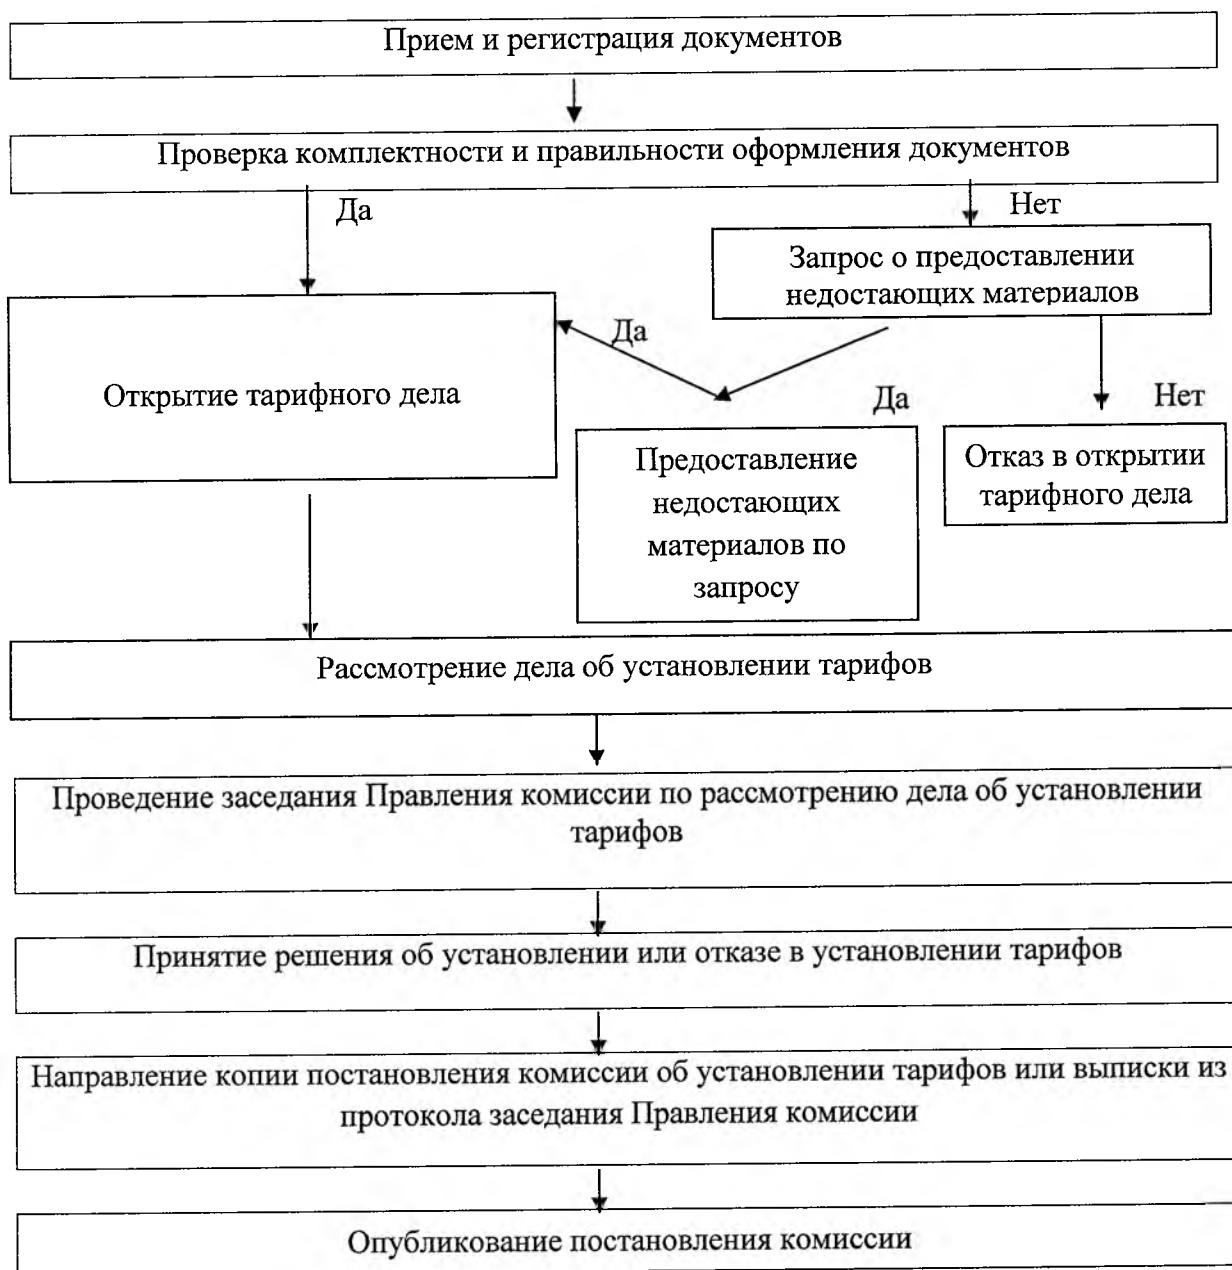 Прием и регистрация документов
Проверка комплектности и правильности оформления документов
Да
Нет
Запрос о предоставлении
недостающих материалов
Да
Открытие тарифного дела
Да
Нет
Предоставление
недостающих
материалов по
запросу
Отказ в открытии
тарифного дела
Рассмотрение дела об установлении тарифов
Проведение заседания Правления комиссии по рассмотрению дела об установлении
тарифов
Принятие решения об установлении или отказе в установлении тарифов
Направление копии постановления комиссии об установлении тарифов или выписки из
протокола заседания Правления комиссии
Опубликование постановления комиссии